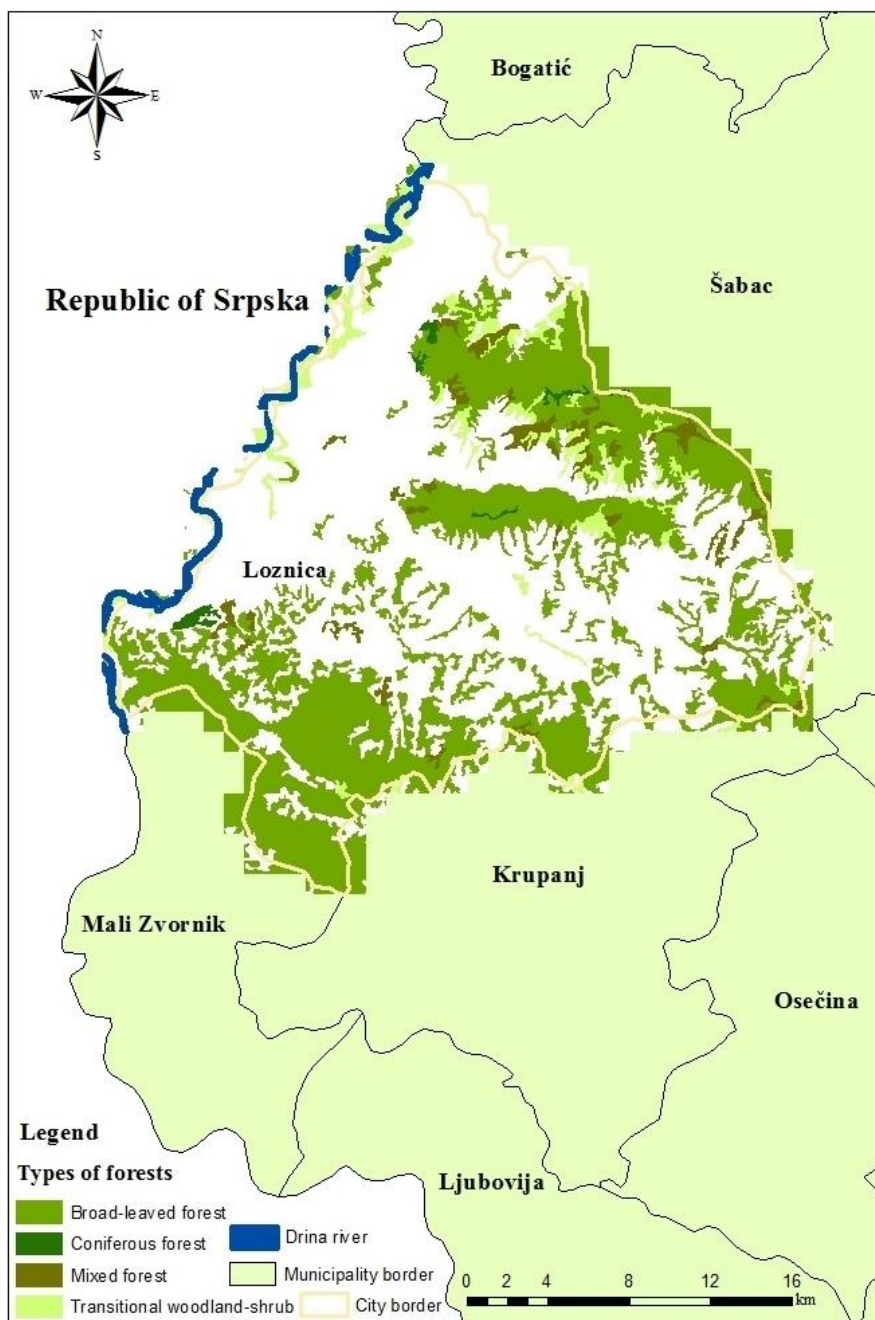 N
W
E
S
Bogatić
Šabac
Republic of Srpska
Loznica
Krupanj
Mali Zvornik
Osečina
Ljubovija
Legend
Types of forests
Broad-leaved forest
Coniferous forest
Mixed forest
Transitional woodland-shrub
Drina river
Municipality border
City border
0 2 4 8 12 16
km